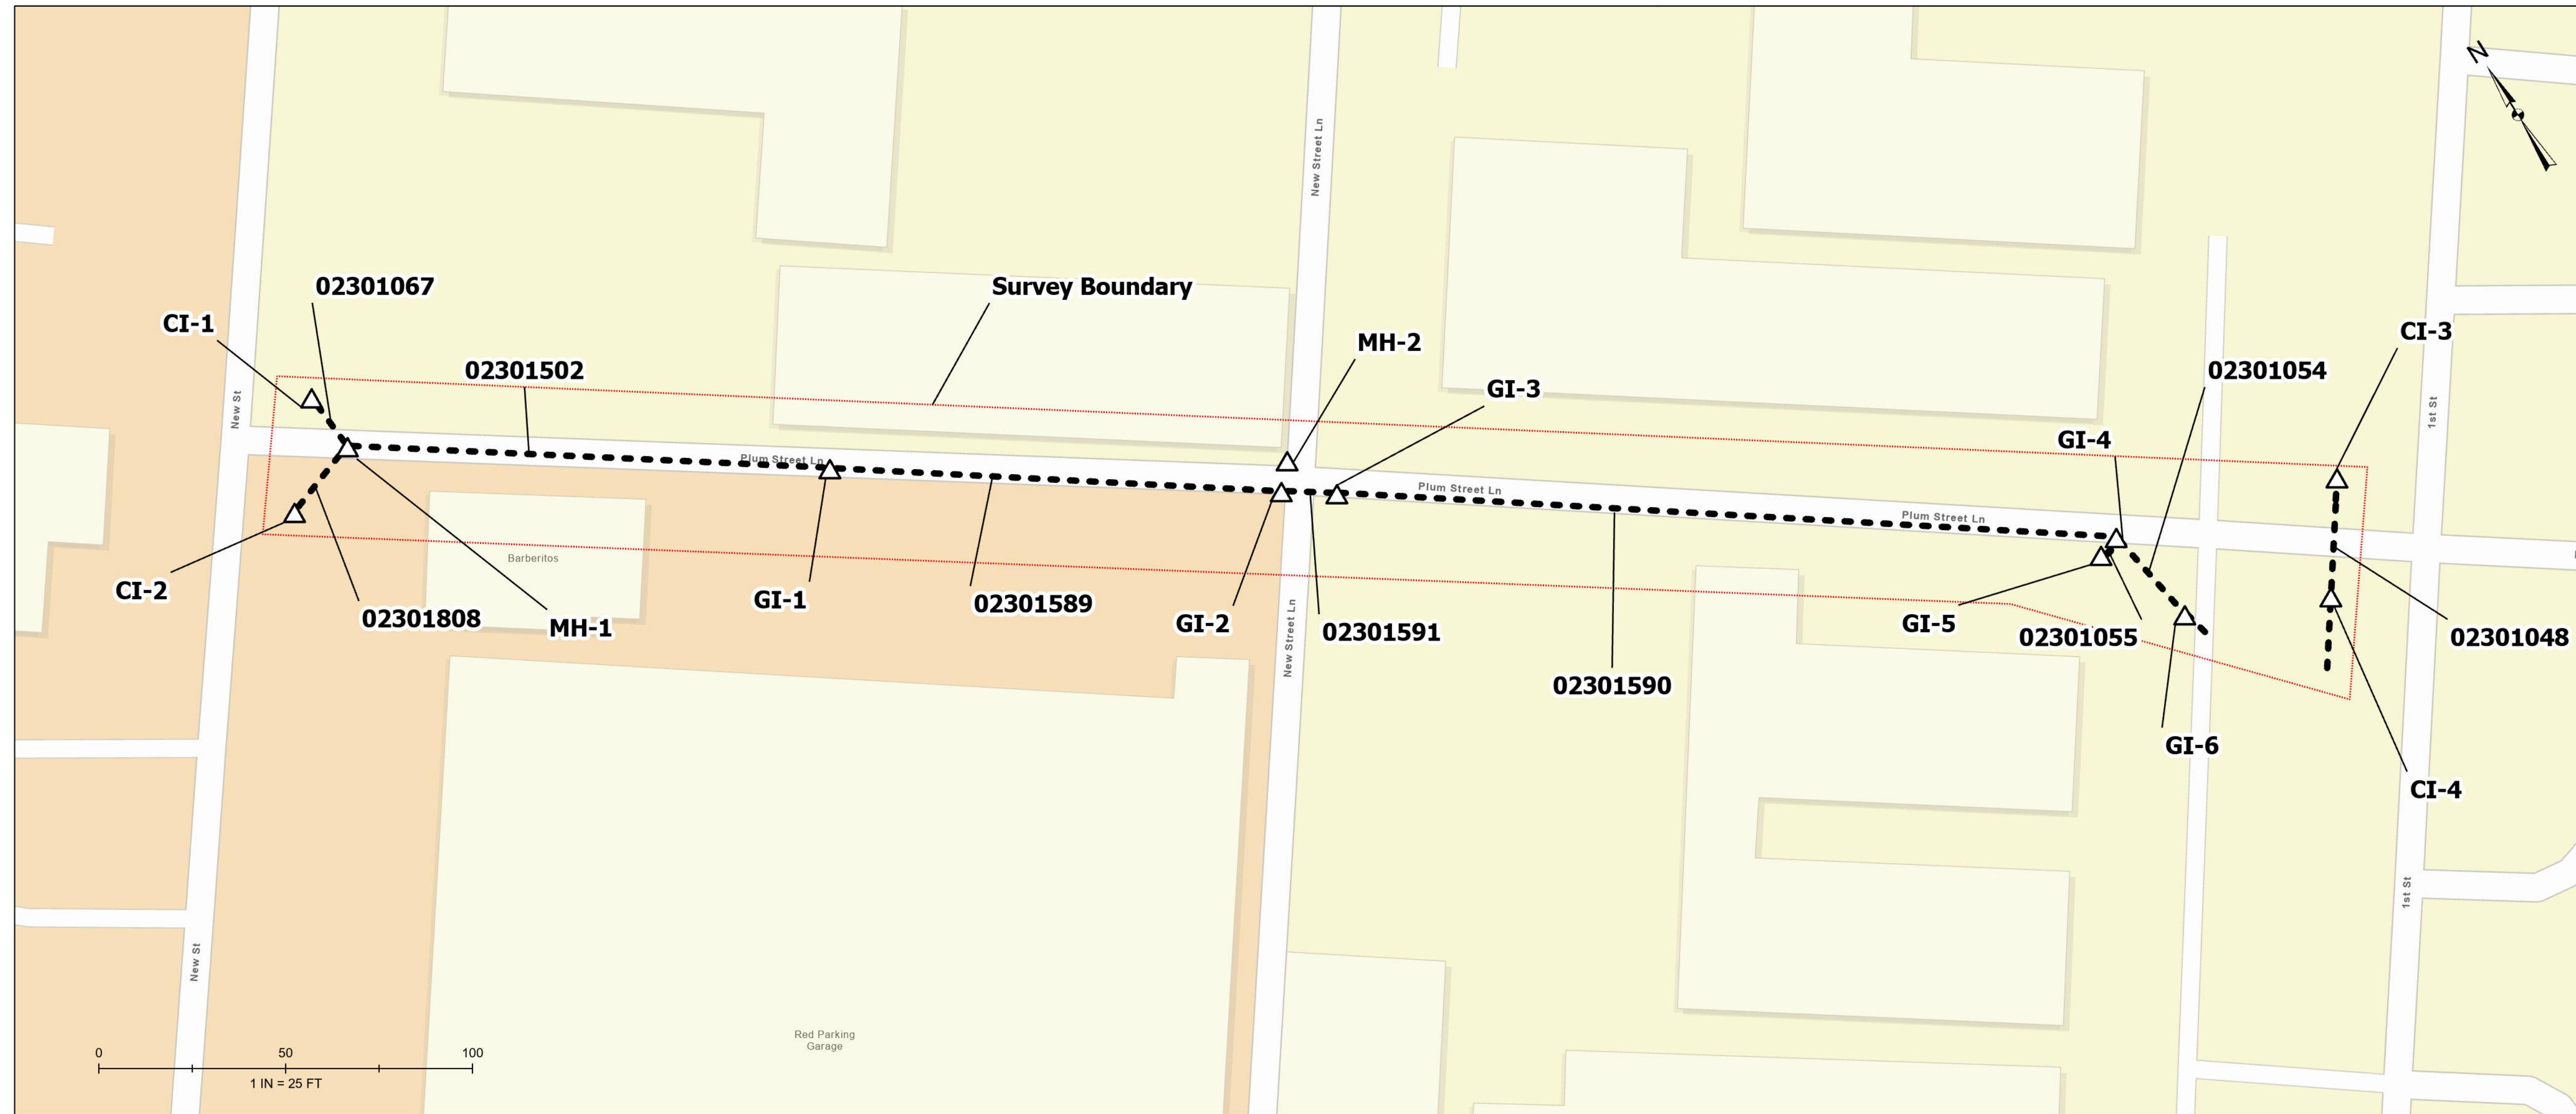 N
New Street Ln
02301067
Survey Boundary
CI-1
CI-3
MH-2
02301502
02301054
GI-3
New St
1st St
GI-4
Plum Street Ln
Plum Street Ln
Plum Street Ln
Barberitos
CI-2
GI-1
02301589
02301808
MH-1
GI-2
New Street Ln
02301591
GI-5
02301055
02301048
02301590
GI-6
CI-4
1st St
New St
Red Parking
Garage
0 50 100
1 IN = 25 FT